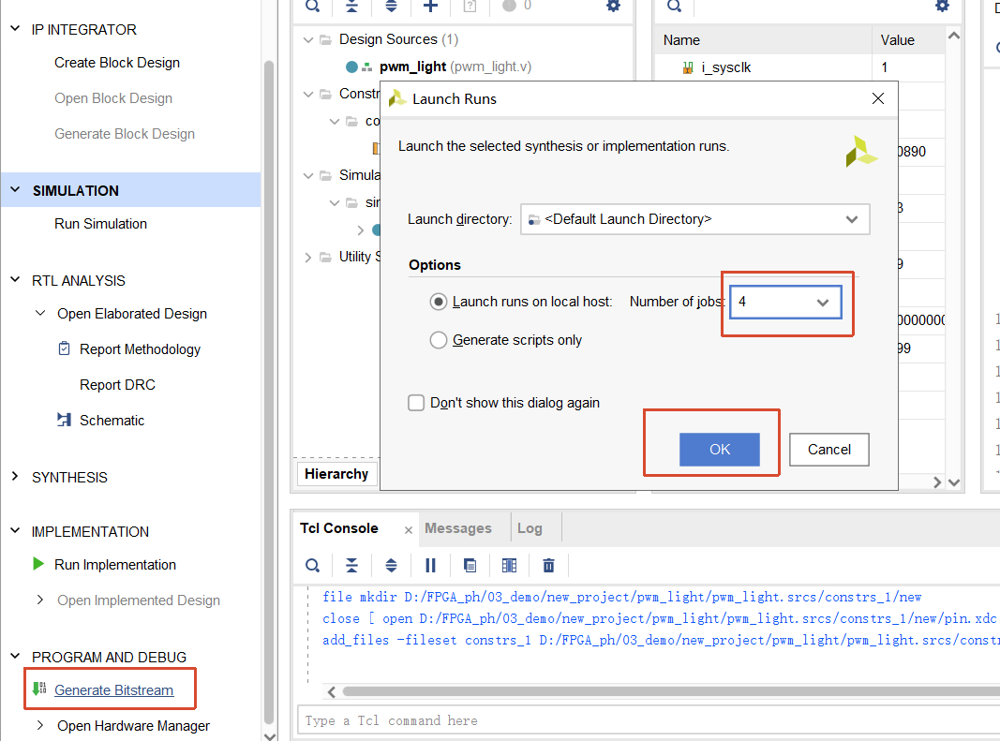 IP INTEGRATOR
Create Block Design
Open Block Design
Generate Block Design
SIMULATION
Run Simulation
RTL ANALYSIS
Open Elaborated Design
Report Methodology
Report DRC
Schematic
SYNTHESIS
IMPLEMENTATION
Run Implementation
Open Implemented Design
PROGRAM AND DEBUG
Generate Bitstream
Open Hardware Manager
0
Design Sources (1)
pwm_light (pwm_light.v)
Constr
co
Simula
sir
Utility S
Hierarchy
Name Value
i_sysclk 1
0890
3
9
0000000
99
Launch Runs
Launch the selected synthesis or implementation runs.
Launch directory: <Default Launch Directory>
Options
Launch runs on local host: Number of jobs: 4
Generate scripts only
Don't show this dialog again
OK Cancel
Tcl Console Messages Log
file mkdir D:/FPGA_ph/03_demo/new_project/pwm_light/pwm_light.srcs/constrs_1/new
close [ open D:/FPGA_ph/03_demo/new_project/pwm_light/pwm_light.srcs/constrs_1/new/pin.xdc
add_files -fileset constrs_1 D:/FPGA_ph/03_demo/new_project/pwm_light/pwm_light.srcs/constr
Type a Tcl command here